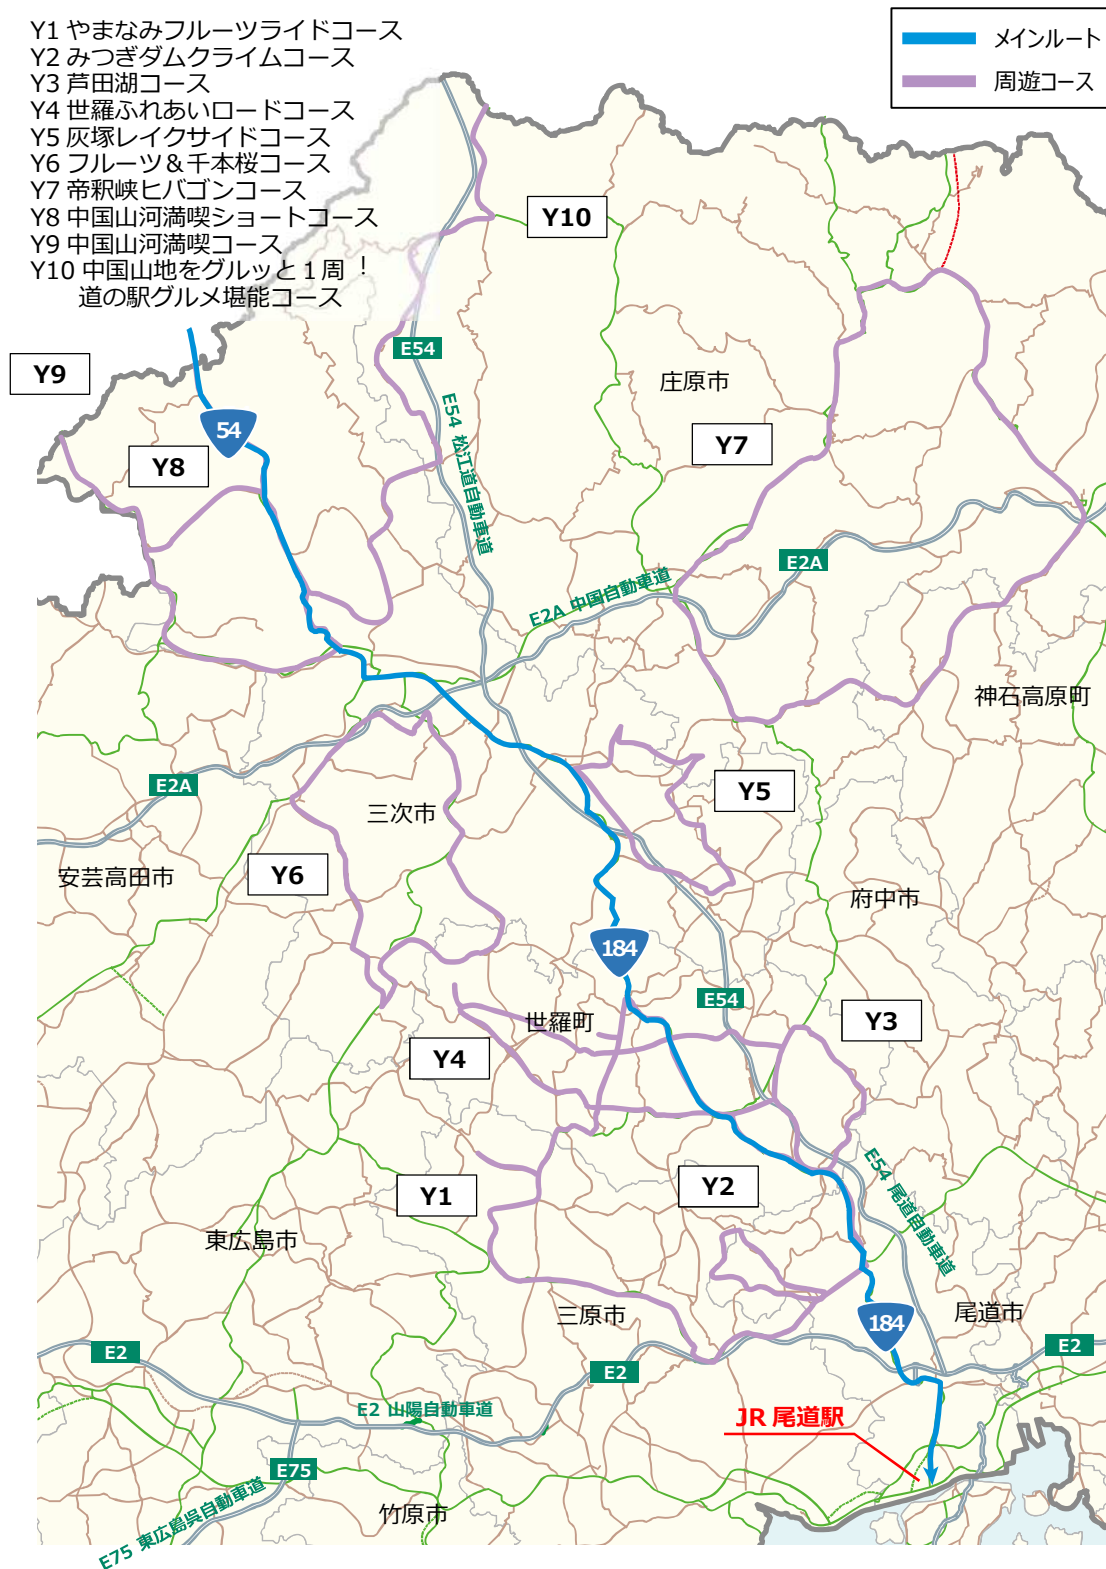 Y1 やまなみフルーツライドコース
Y2 みつぎダムクライムコース
Y3 芦田湖コース
Y4 世羅ふれあいロードコース
Y5 灰塚レイクサイドコース
Y6 フルーツ＆千本桜コース
Y7 帝釈峡ヒバゴンコース
Y8 中国山河満喫ショートコース
Y9 中国山河満喫コース
Y10 中国山地をグルッと１周！
道の駅グルメ堪能コース
メインルート
周遊コース
Y10
E54
Y9
庄原市
54
Y8
Y7
E54 松江道自動車道
E2A
E2A 中国自動車道
神石高原町
E2A
三次市
Y5
安芸高田市
Y6
府中市
184
E54
世羅町
Y3
Y4
Y1
Y2
E54 尾道自動車道
東広島市
三原市
184
尾道市
E2
E2
E2
E2 山陽自動車道
JR 尾道駅
E75
竹原市
E75 東広島呉自動車道